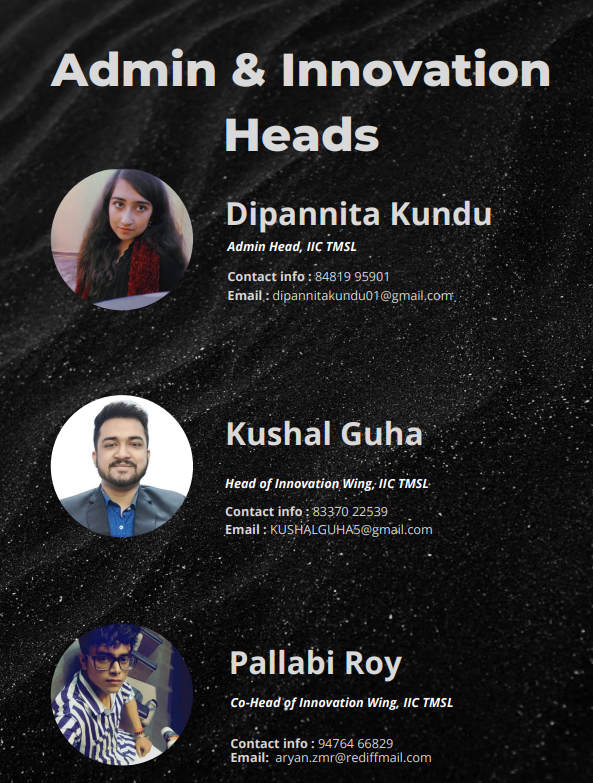 Admin & Innovation
Heads
Dipannita Kundu
Admin Head, IIC TMSL
Contact info : 84819 95901
Email : dipannitakundu01@gmail.com
Kushal Guha
Head of Innovation Wing, IIC TMSL
Contact info : 83370 22539
Email : KUSHALGUHA5@gmail.com
Pallabi Roy
Co-Head of Innovation Wing, IIC TMSL
Contact info : 94764 66829
Email: aryan.zmr@rediffmail.com